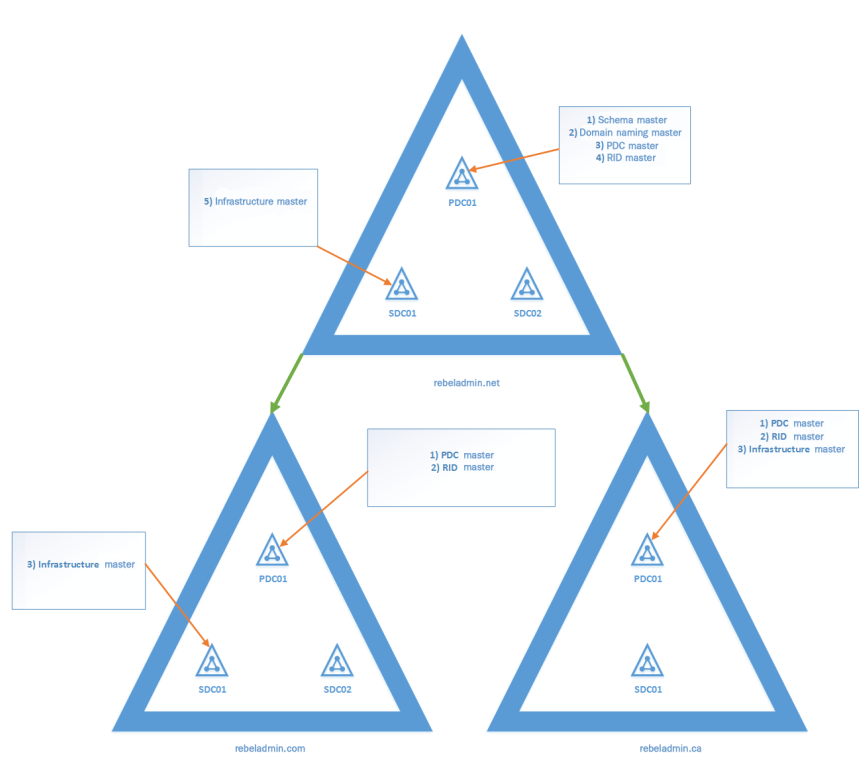 1) Schema master
2) Domain naming master
3) PDC master
4) RID master
5) Infrastructure master
PDC01
SDC01
SDC02
rebeladmin.net
1) PDC master
2) RID master
3) Infrastructure master
PDC01
SDC01
SDC02
rebeladmin.com
1) PDC master
2) RID master
3) Infrastructure master
PDC01
SDC01
rebeladmin.ca